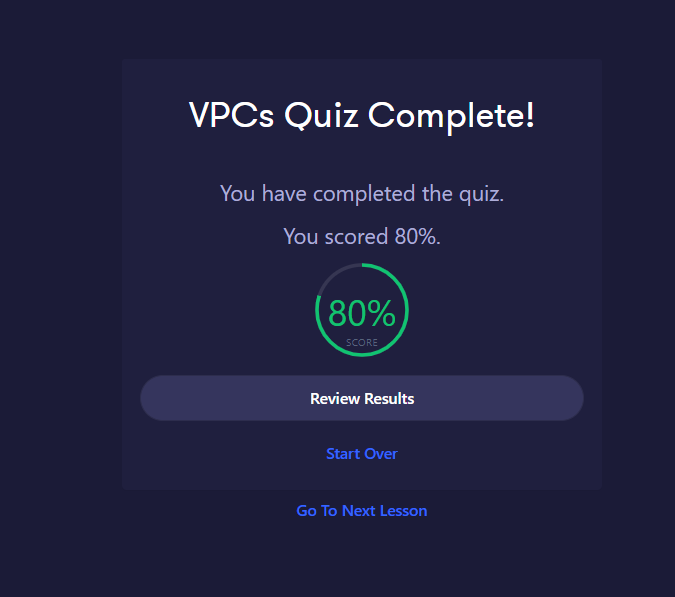 VPCs Quiz Complete!
You have completed the quiz.
You scored 80%.
80%
SCORE
Review Results
Start Over
Go To Next Lesson